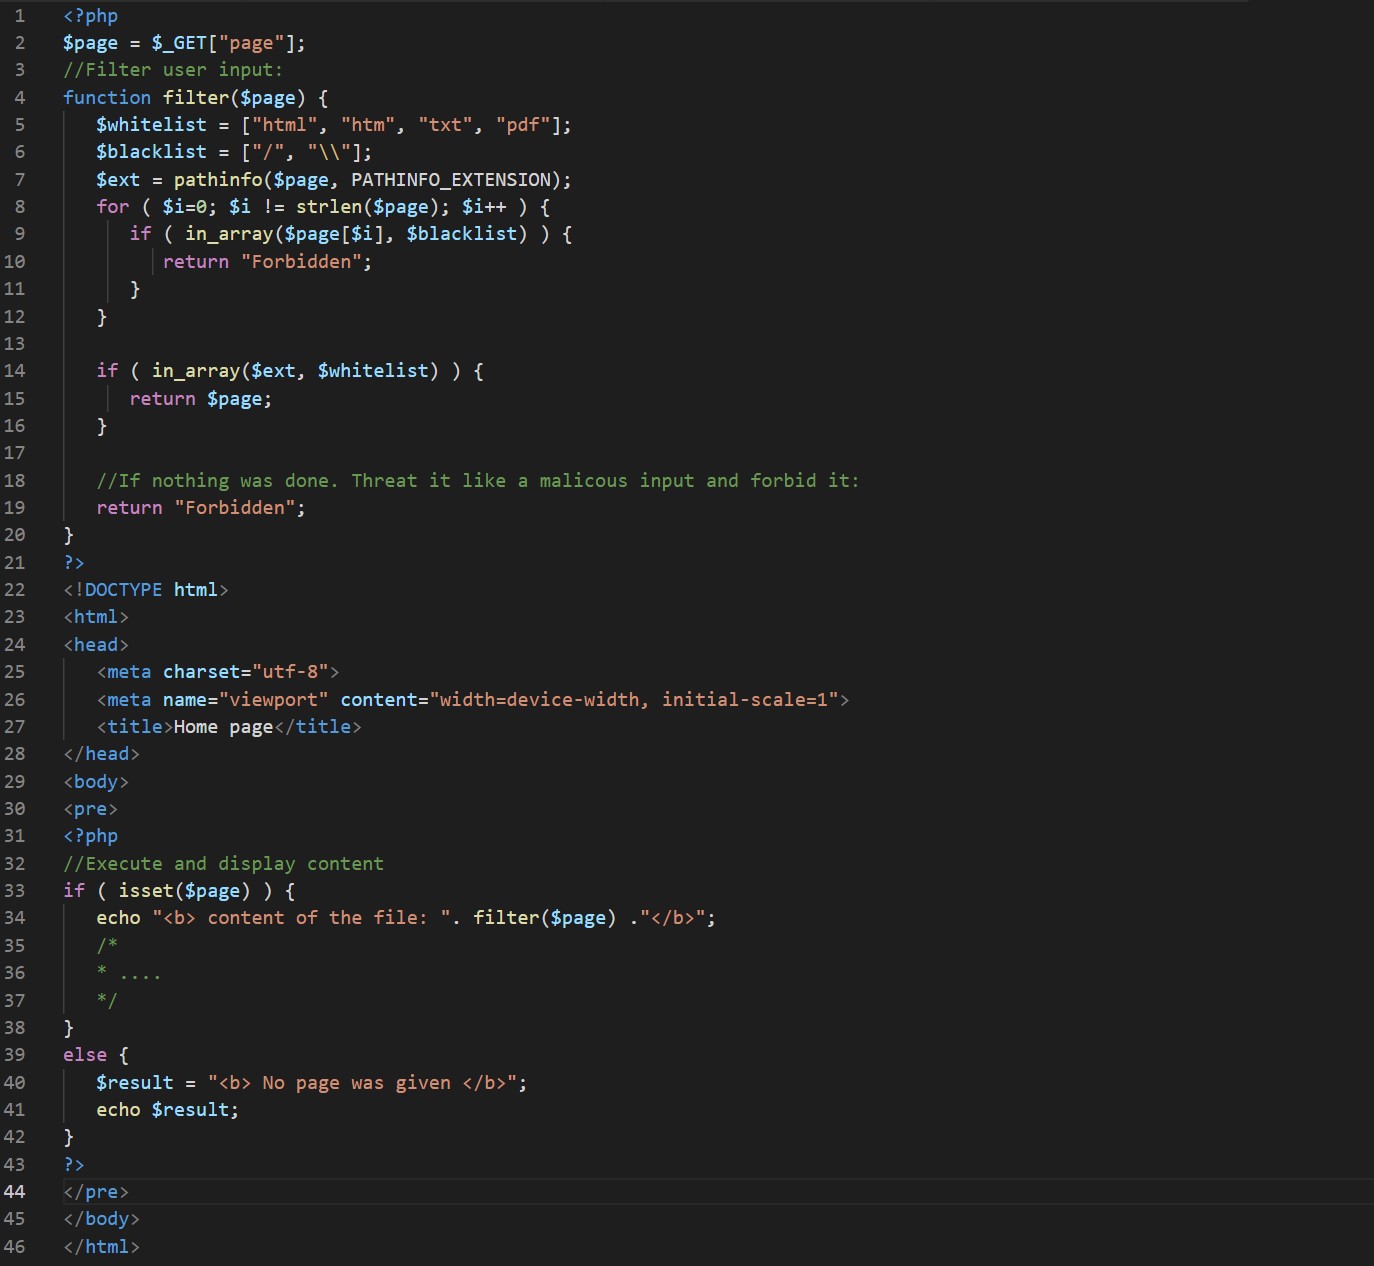 1 <?php
2 $page = $_GET["page"];
3 //Filter user input:
4 function filter($page) {
5 $whitelist = ["html", "htm", "txt", "pdf"];
6 $blacklist = ["/", "\\"];
7 $ext = pathinfo($page, PATHINFO_EXTENSION);
8 for ( $i=0; $i != strlen($page); $i++ ) {
9 if ( in_array($page[$i], $blacklist) ) {
10 return "Forbidden";
11 }
12 }
13
14 if ( in_array($ext, $whitelist) ) {
15 return $page;
16 }
17
18 //If nothing was done. Threat it like a malicous input and forbid it:
19 return "Forbidden";
20 }
21 ?>
22 <!DOCTYPE html>
23 <html>
24 <head>
25 <meta charset="utf-8">
26 <meta name="viewport" content="width=device-width, initial-scale=1">
27 <title>Home page</title>
28 </head>
29 <body>
30 <pre>
31 <?php
32 //Execute and display content
33 if ( isset($page) ) {
34 echo "<b> content of the file: ". filter($page) ."</b>";
35 /*
36 * ....
37 */
38 }
39 else {
40 $result = "<b> No page was given </b>";
41 echo $result;
42 }
43 ?>
44 </pre>
45 </body>
46 </html>